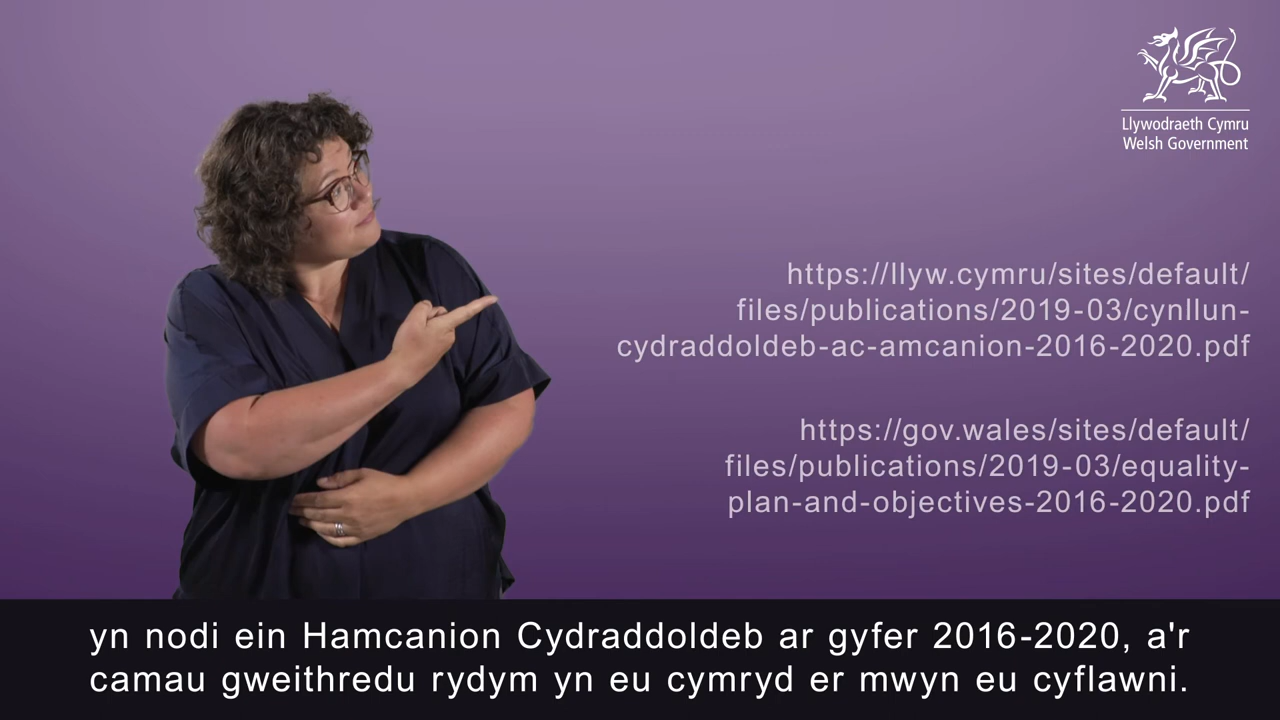 Llywodraeth Cymru
Welsh Government
https://llyw.cymru/sites/default/
files/publications/2019-03/cynllun-
cydraddoldeb-ac-amcanion-2016-2020.pdf
https://gov.wales/sites/default/
files/publications/2019-03/equality-
plan-and-objectives-2016-2020.pdf
yn nodi ein Hamcanion Cydraddoldeb ar gyfer 2016-2020, a'r
camau gweithredu rydym yn eu cymryd er mwyn eu cyflawni.